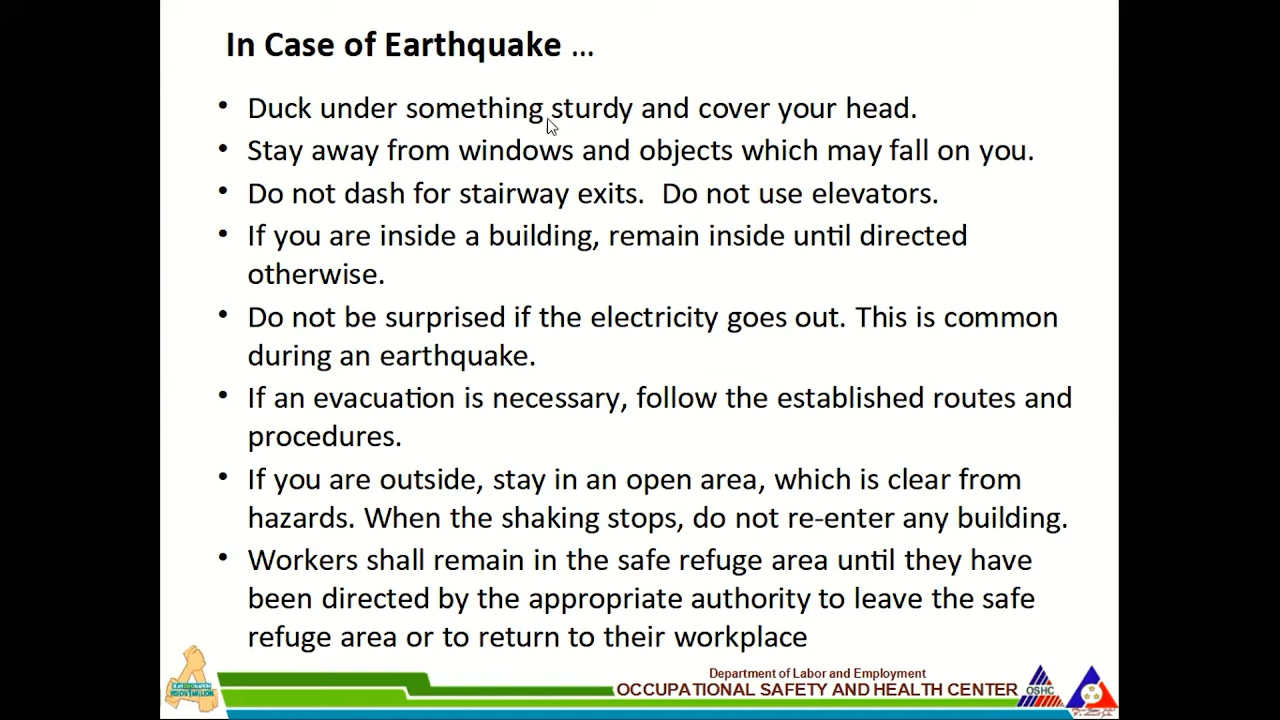 In Case of Earthquake ...
• Duck under something sturdy and cover your head.
• Stay away from windows and objects which may fall on you.
• Do not dash for stairway exits.  Do not use elevators.
• If you are inside a building, remain inside until directed
otherwise.
• Do not be surprised if the electricity goes out. This is common
during an earthquake.
• If an evacuation is necessary, follow the established routes and
procedures.
• If you are outside, stay in an open area, which is clear from
hazards. When the shaking stops, do not re-enter any building.
• Workers shall remain in the safe refuge area until they have
been directed by the appropriate authority to leave the safe
refuge area or to return to their workplace
Department of Labor and Employment
OCCUPATIONAL SAFETY AND HEALTH CENTER
OSHC
VISION 1 MILLION